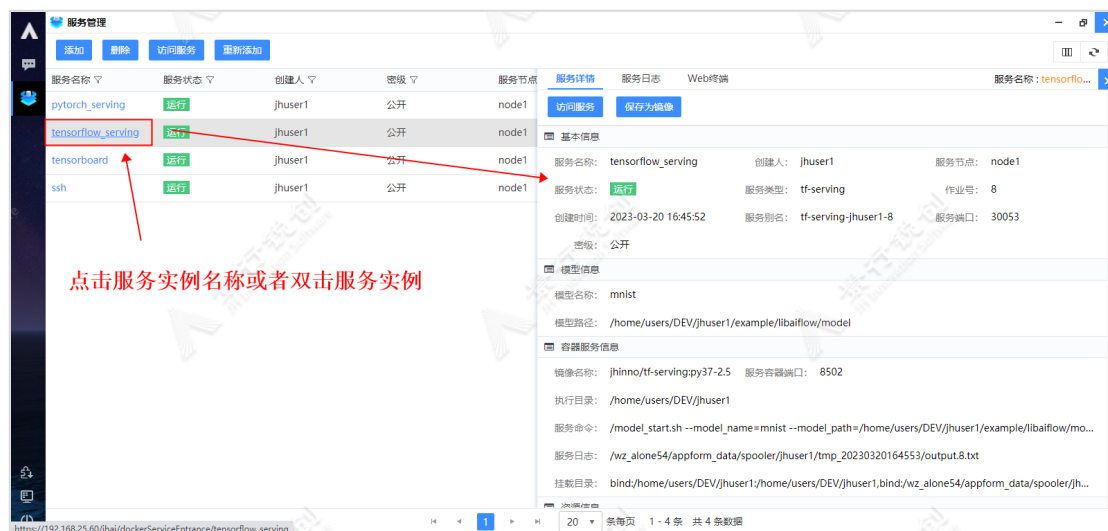 服务管理
添加 删除 访问服务 重新添加
服务名称 服务状态 创建人 密级 服务节点
pytorch_serving 运行 jhuser1 公开 node1
tensorflow_serving 运行 jhuser1 公开 node1
tensorboard 运行 jhuser1 公开 node1
ssh 运行 jhuser1 公开 node1
点击服务实例名称或者双击服务实例
服务详情 服务日志 Web终端 服务名称：tensorflo...
访问服务 保存为镜像
基本信息
服务名称: tensorflow_serving 创建人: jhuser1 服务节点: node1
服务状态: 运行 服务类型: tf-serving 作业号: 8
创建时间: 2023-03-20 16:45:52 服务别名: tf-serving-jhuser1-8 服务端口: 30053
密级: 公开
模型信息
模型名称: mnist
模型路径: /home/users/DEV/jhuser1/example/libaiflow/model
容器服务信息
镜像名称: jhinno/tf-serving:py37-2.5 服务容器端口: 8502
执行目录: /home/users/DEV/jhuser1
服务命令: /model_start.sh --model_name=mnist --model_path=/home/users/DEV/jhuser1/example/libaiflow/mo...
服务日志: /wz_alone54/appform_data/spooler/jhuser1/tmp_20230320164553/output.8.txt
挂载目录: bind:/home/users/DEV/jhuser1:/home/users/DEV/jhuser1,bind:/wz_alone54/appform_data/spooler/jh...
资源信息
1 20 条每页 1 - 4 条 共 4 条数据
https://192.168.25.60/ibai/dockerServiceEntrance/tensorflow_serving